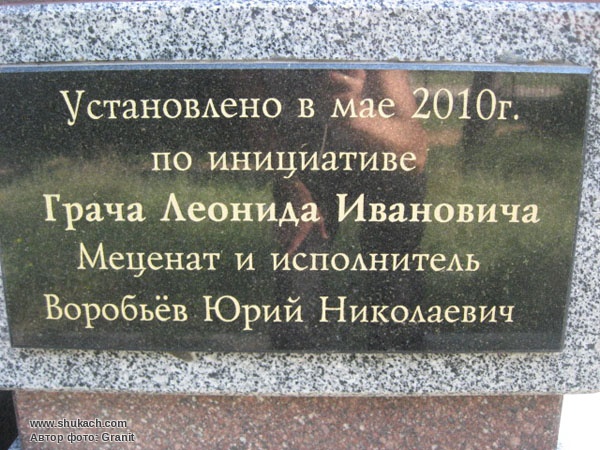 Установлено в мае 2010г.
по инициативе
Грача Леонида Ивановича
Меценат и исполнитель
Воробьёв Юрий Николаевич
www.shukach.com
Автор фото: Granit